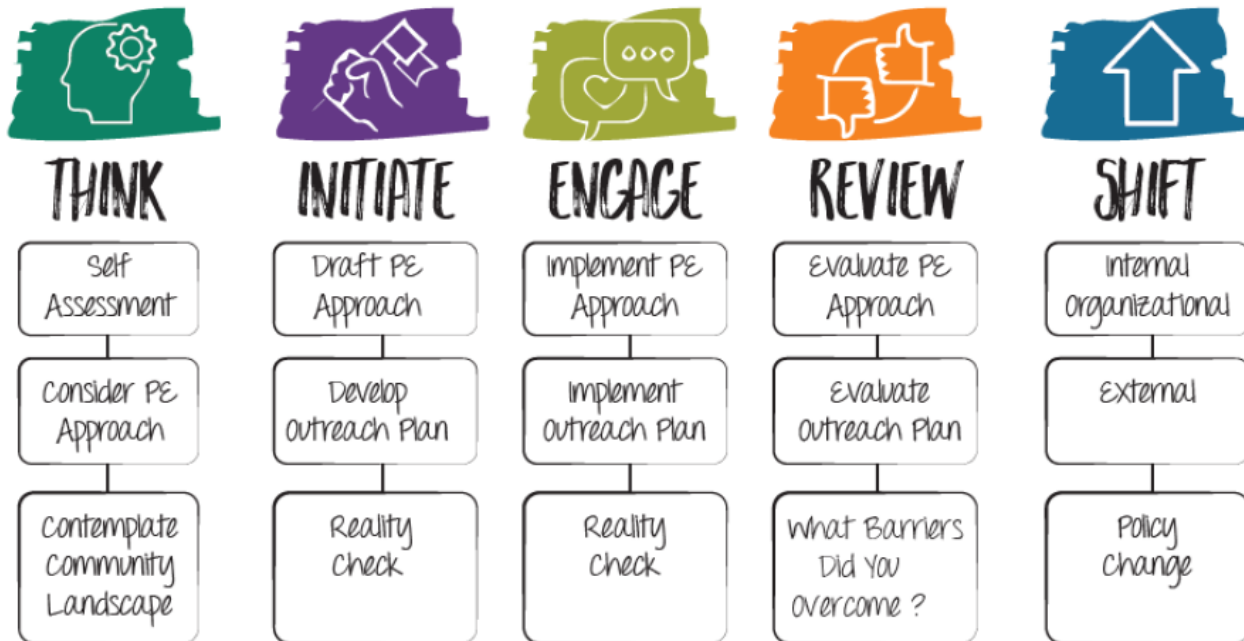 THINK
Self
Assessment
Consider PE
Approach
Contemplate
Community
Landscape
INITIATE
Draft PE
Approach
Develop
Outreach Plan
Reality
Check
ENGAGE
Implement PE
Approach
Implement
Outreach Plan
Reality
Check
REVIEW
Evaluate PE
Approach
Evaluate
Outreach Plan
What Barriers
Did You
Overcome ?
SHIFT
Internal
Organizational
External
Policy
Change